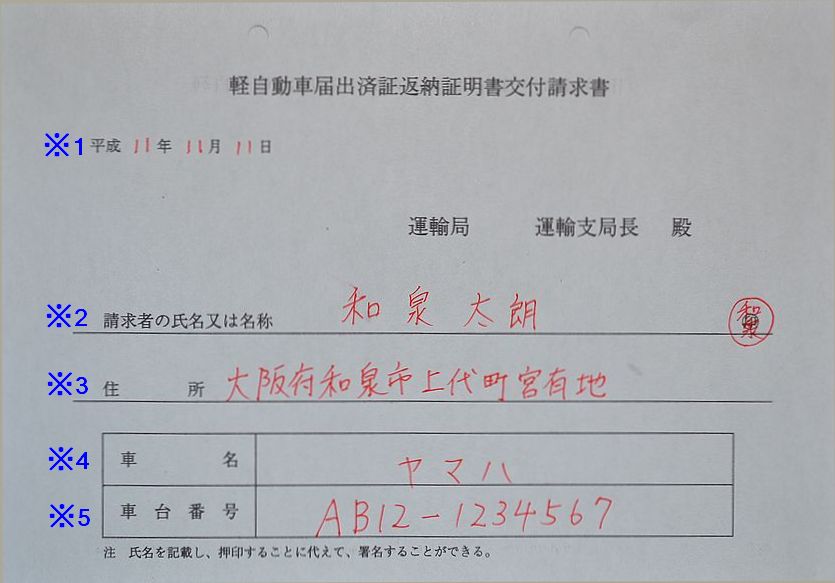 軽自動車届出済証返納証明書交付請求書
※1 平成 11 年 11 月 11 日
運輸局 運輸支局長 殿
※2 請求者の氏名又は名称 和泉太朗 和泉
※3 住所 大阪府和泉市上代町官有地
※4 車名 ヤマハ
※5 車台番号 AB12-1234567
注 氏名を記載し、押印することに代えて、署名することができる。